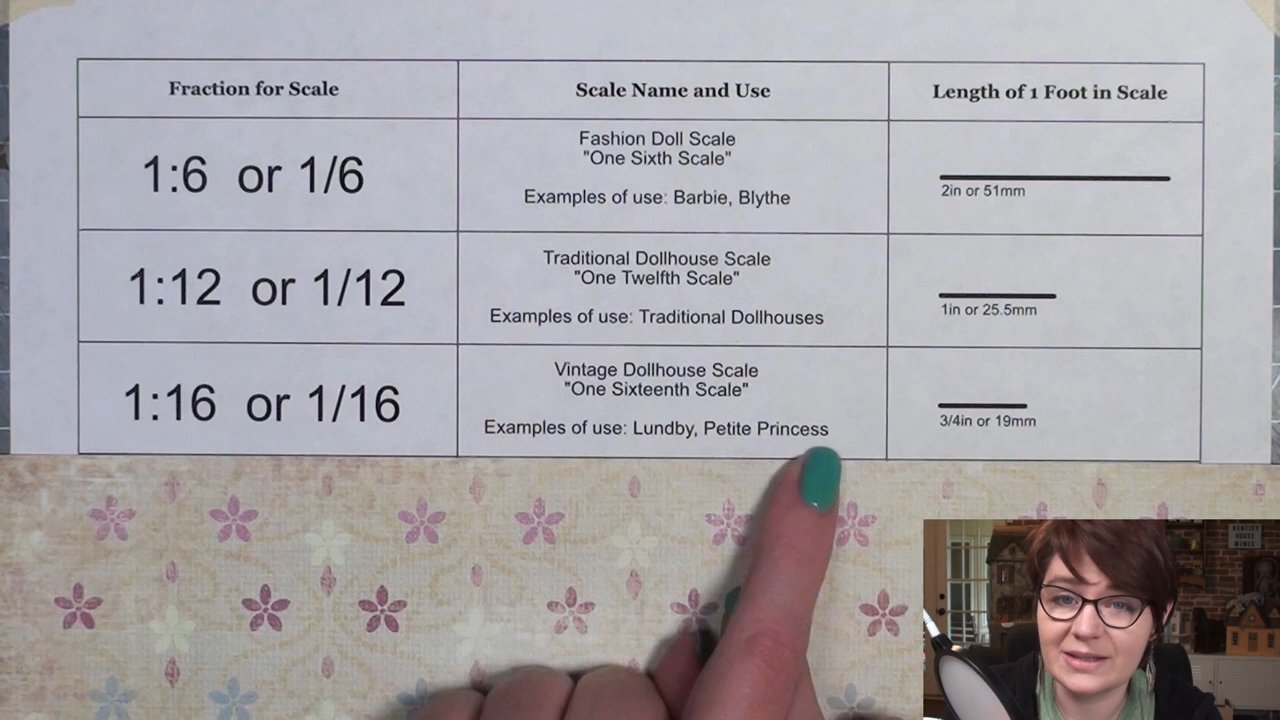 Fraction for Scale
Scale Name and Use
Length of 1 Foot in Scale
1:6 or 1/6
Fashion Doll Scale
"One Sixth Scale"
Examples of use: Barbie, Blythe
2in or 51mm
1:12 or 1/12
Traditional Dollhouse Scale
"One Twelfth Scale"
Examples of use: Traditional Dollhouses
1in or 25.5mm
1:16 or 1/16
Vintage Dollhouse Scale
"One Sixteenth Scale"
Examples of use: Lundby, Petite Princess
3/4in or 19mm
BENTLEY
HOUSE
MINIS